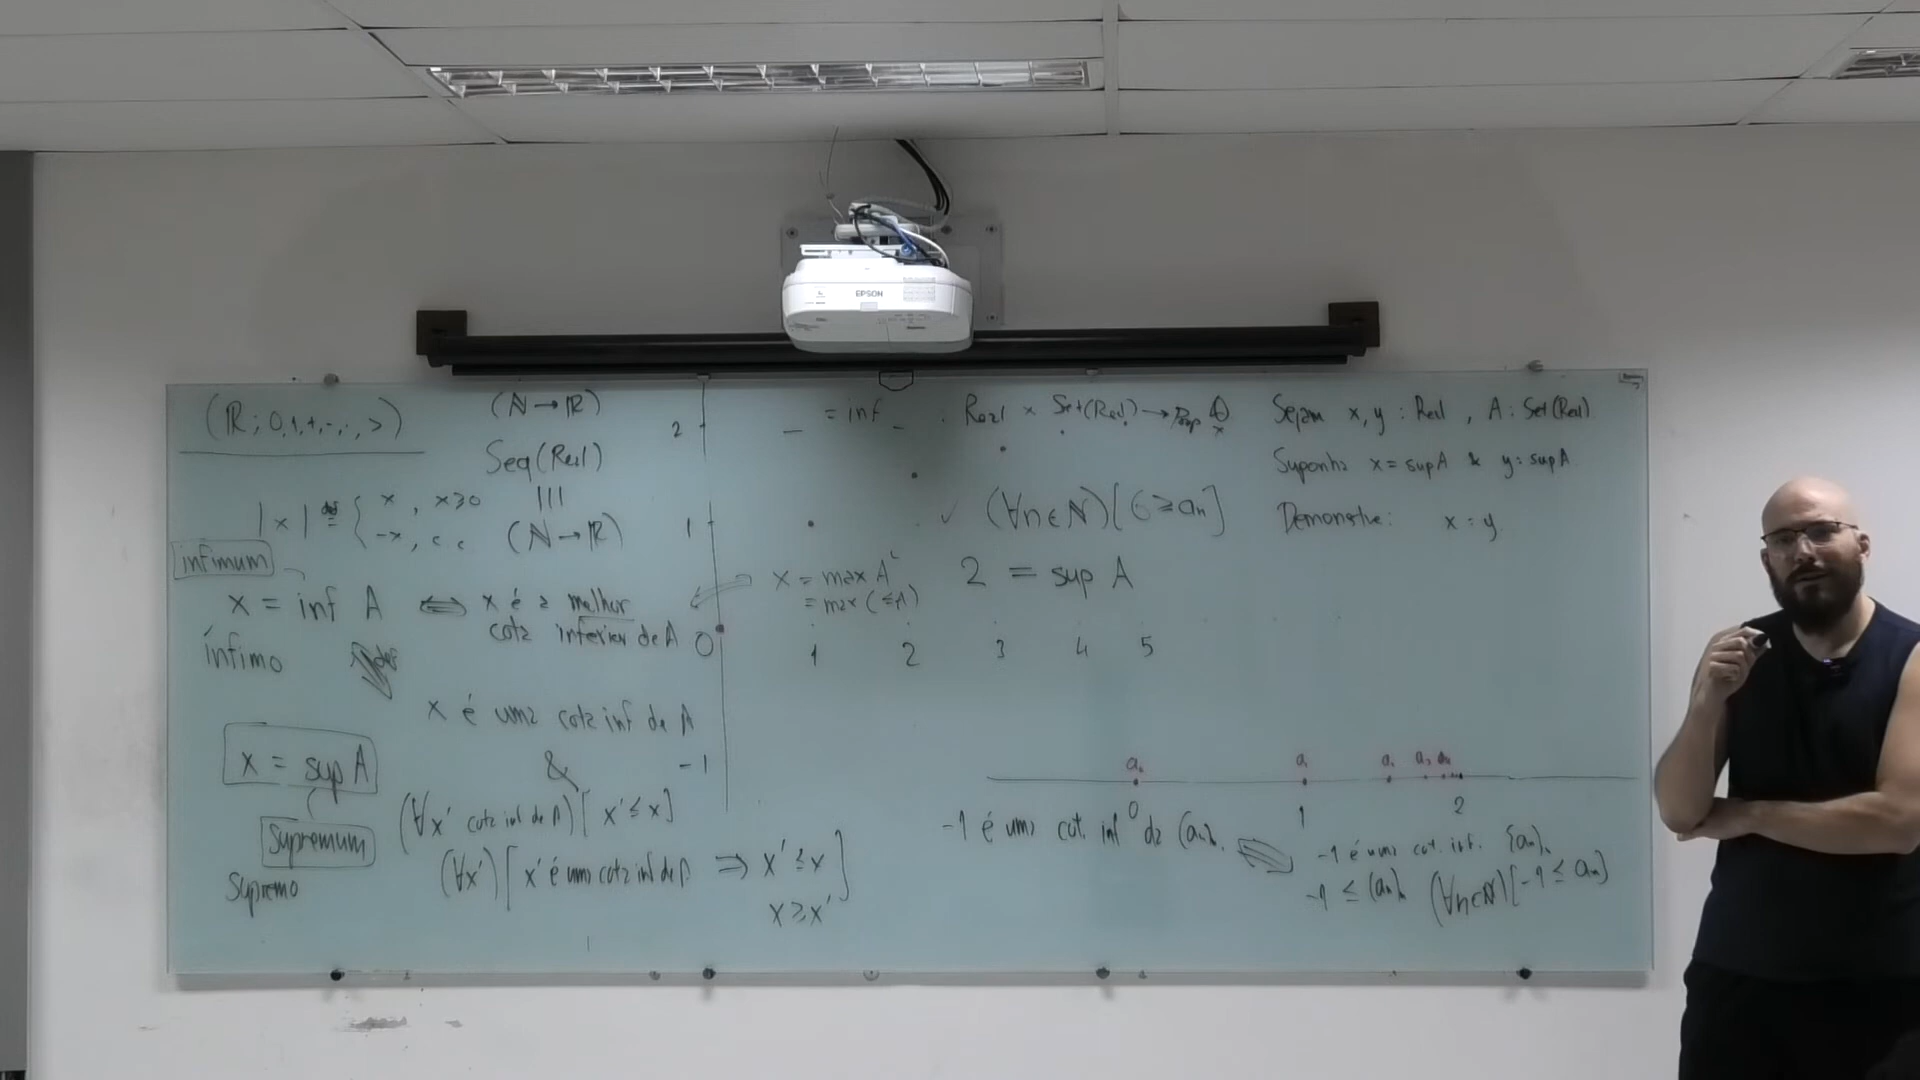 EPSON
(ℝ; 0, 1, +, -, ·, >)
(ℕ → ℝ)
Seq(Real)
|||
(ℕ → ℝ)
|x| = { x , x ≥ 0
-x , c.c
infimum
x = inf A ⟺ x é a melhor
cota inferior de A
ínfimo
def
x é uma cota inf de A
&
(∀x' cota inf de A)[x' ≤ x]
(∀x')[x' é uma cota inf de A ⇒ x' ≤ x]
x ≥ x'
x = sup A
Supremum
Supremo
2
1
0
-1
_ = inf _ : Real × Set(Real) → Prop
✓ (∀n∈ℕ)[6 ≥ aₙ]
x = max A^L
= max (≤A)
2 = sup A
1 2 3 4 5
Sejam x, y : Real , A : Set(Real)
Suponha x = sup A & y = sup A
Demonstre: x = y
a₀ a₁ a₂ a₃ a₄
0 1 2
-1 é uma cot. inf de (aₙ)ₙ
-1 é uma cot. inf. {aₙ}ₙ
-1 ≤ (aₙ)ₙ (∀n∈ℕ)[-1 ≤ aₙ]